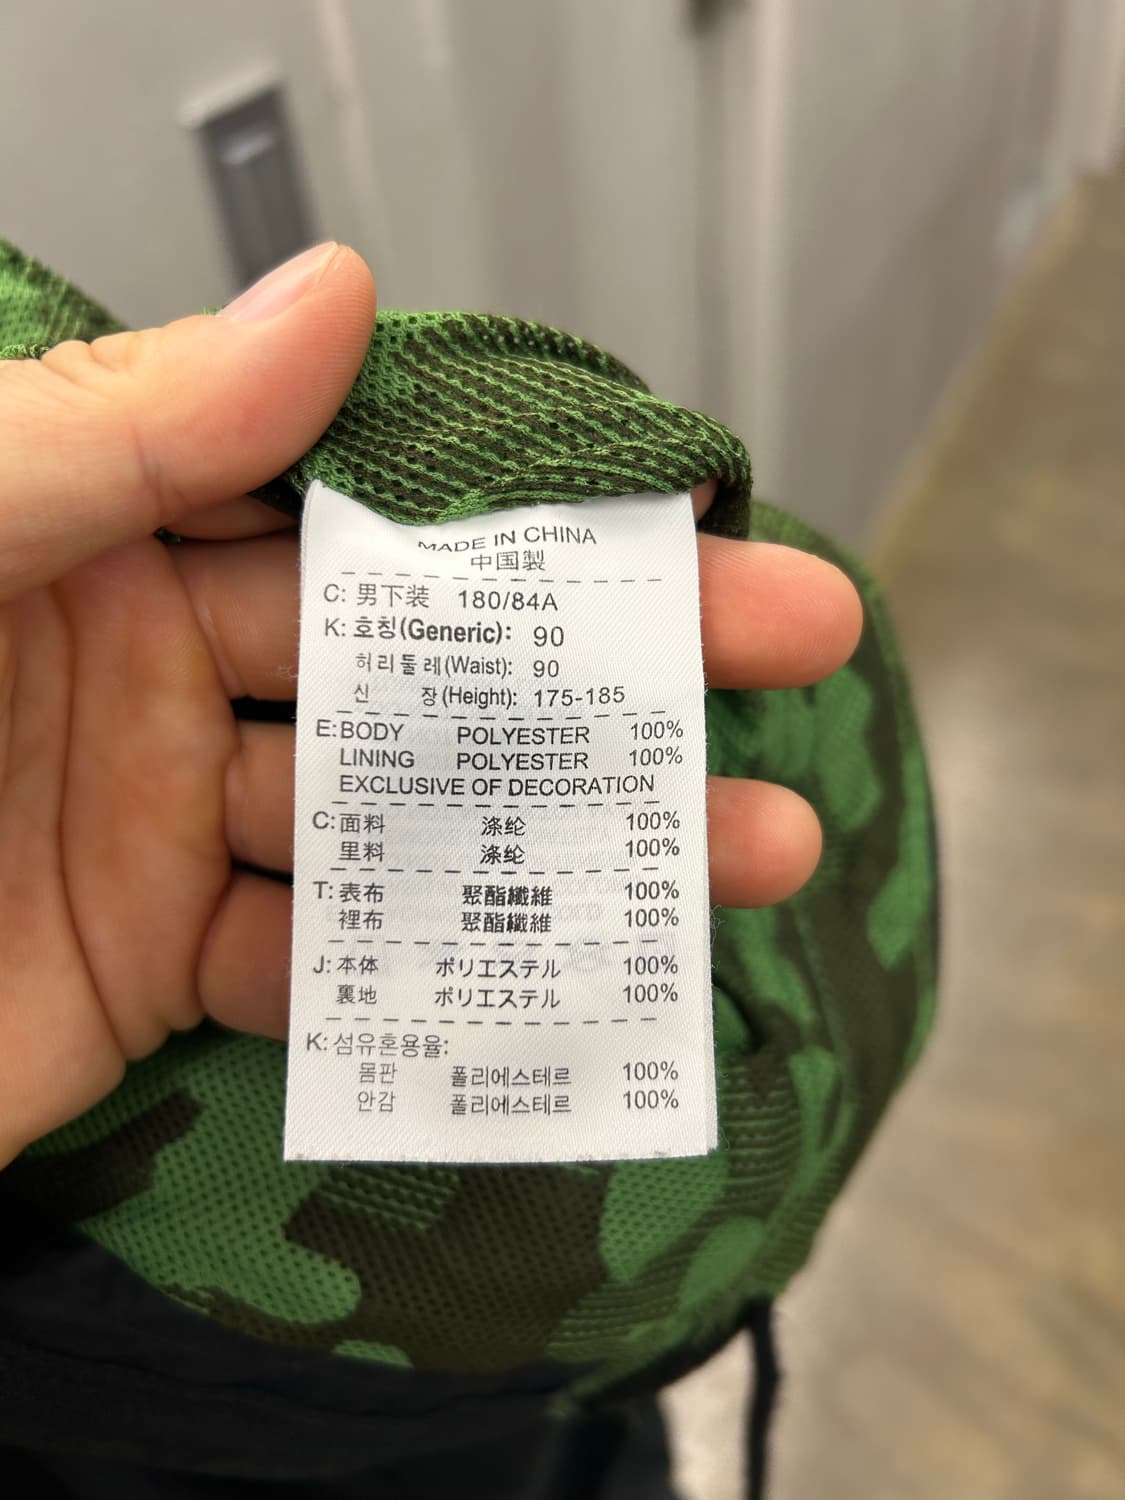 MADE IN CHINA
中国製
C: 男下装 180/84A
K: 호칭(Generic): 90
허리둘레(Waist): 90
신 장(Height): 175-185
E: BODY POLYESTER 100%
LINING POLYESTER 100%
EXCLUSIVE OF DECORATION
C: 面料 涤纶 100%
里料 涤纶 100%
T: 表布 聚酯纖維 100%
裡布 聚酯纖維 100%
J: 本体 ポリエステル 100%
裏地 ポリエステル 100%
K: 섬유혼용율:
몸판 폴리에스테르 100%
안감 폴리에스테르 100%